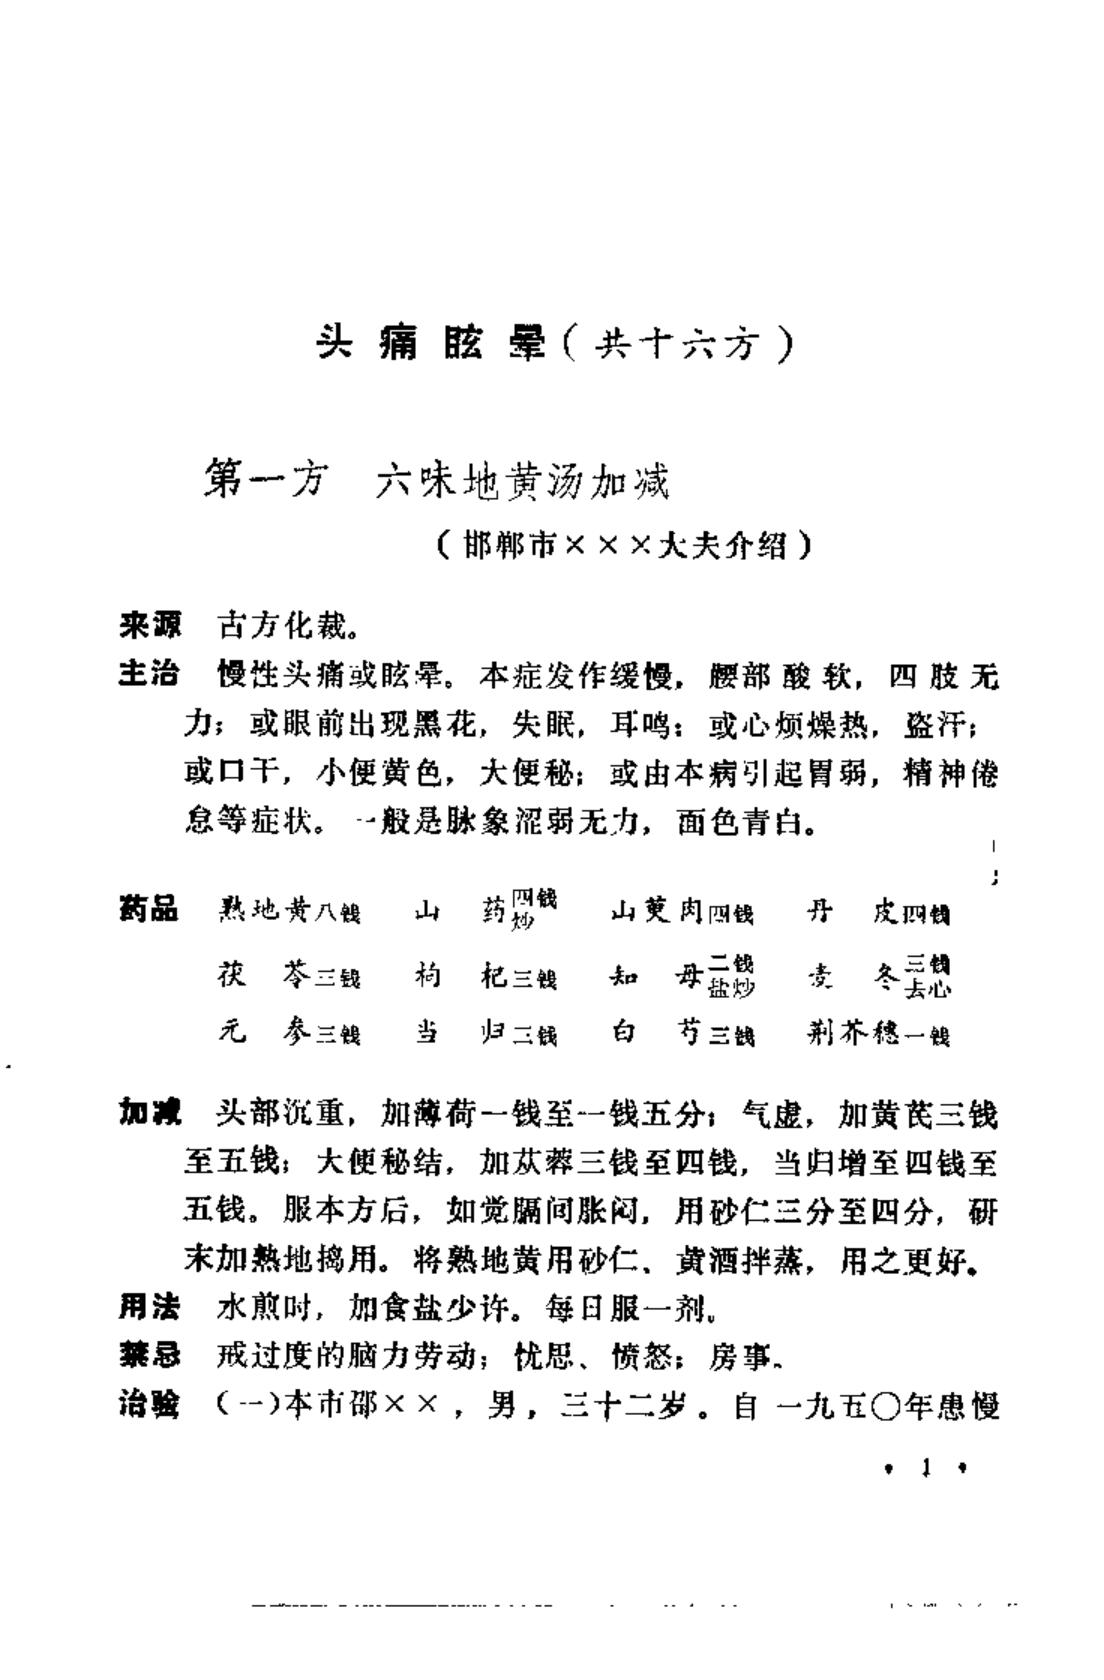 头痛眩晕（共十六方）
第一方　六味地黄汤加减
（邯郸市×××大夫介绍）
来源　古方化裁。
主治　慢性头痛或眩晕。本症发作缓慢，腰部酸软，四肢无
力；或眼前出现黑花，失眠，耳鸣；或心烦燥热，盗汗；
或口干，小便黄色，大便秘；或由本病引起胃弱，精神倦
怠等症状。一般是脉象涩弱无力，面色青白。
药品　熟地黄八钱　山药四钱炒　山萸肉四钱　丹皮四钱
茯苓三钱　枸杞三钱　知母二钱盐炒　麦冬三钱去心
元参三钱　当归二钱　白芍三钱　荆芥穗一钱
加减　头部沉重，加薄荷一钱至一钱五分；气虚，加黄芪三钱
至五钱；大便秘结，加苁蓉三钱至四钱，当归增至四钱至
五钱。服本方后，如觉膈间胀闷，用砂仁三分至四分，研
末加熟地捣用。将熟地黄用砂仁、黄酒拌蒸，用之更好。
用法　水煎时，加食盐少许。每日服一剂。
禁忌　戒过度的脑力劳动；忧思、愤怒；房事。
治验　（一）本市邵××，男，三十二岁。自一九五〇年患慢
• 1 •